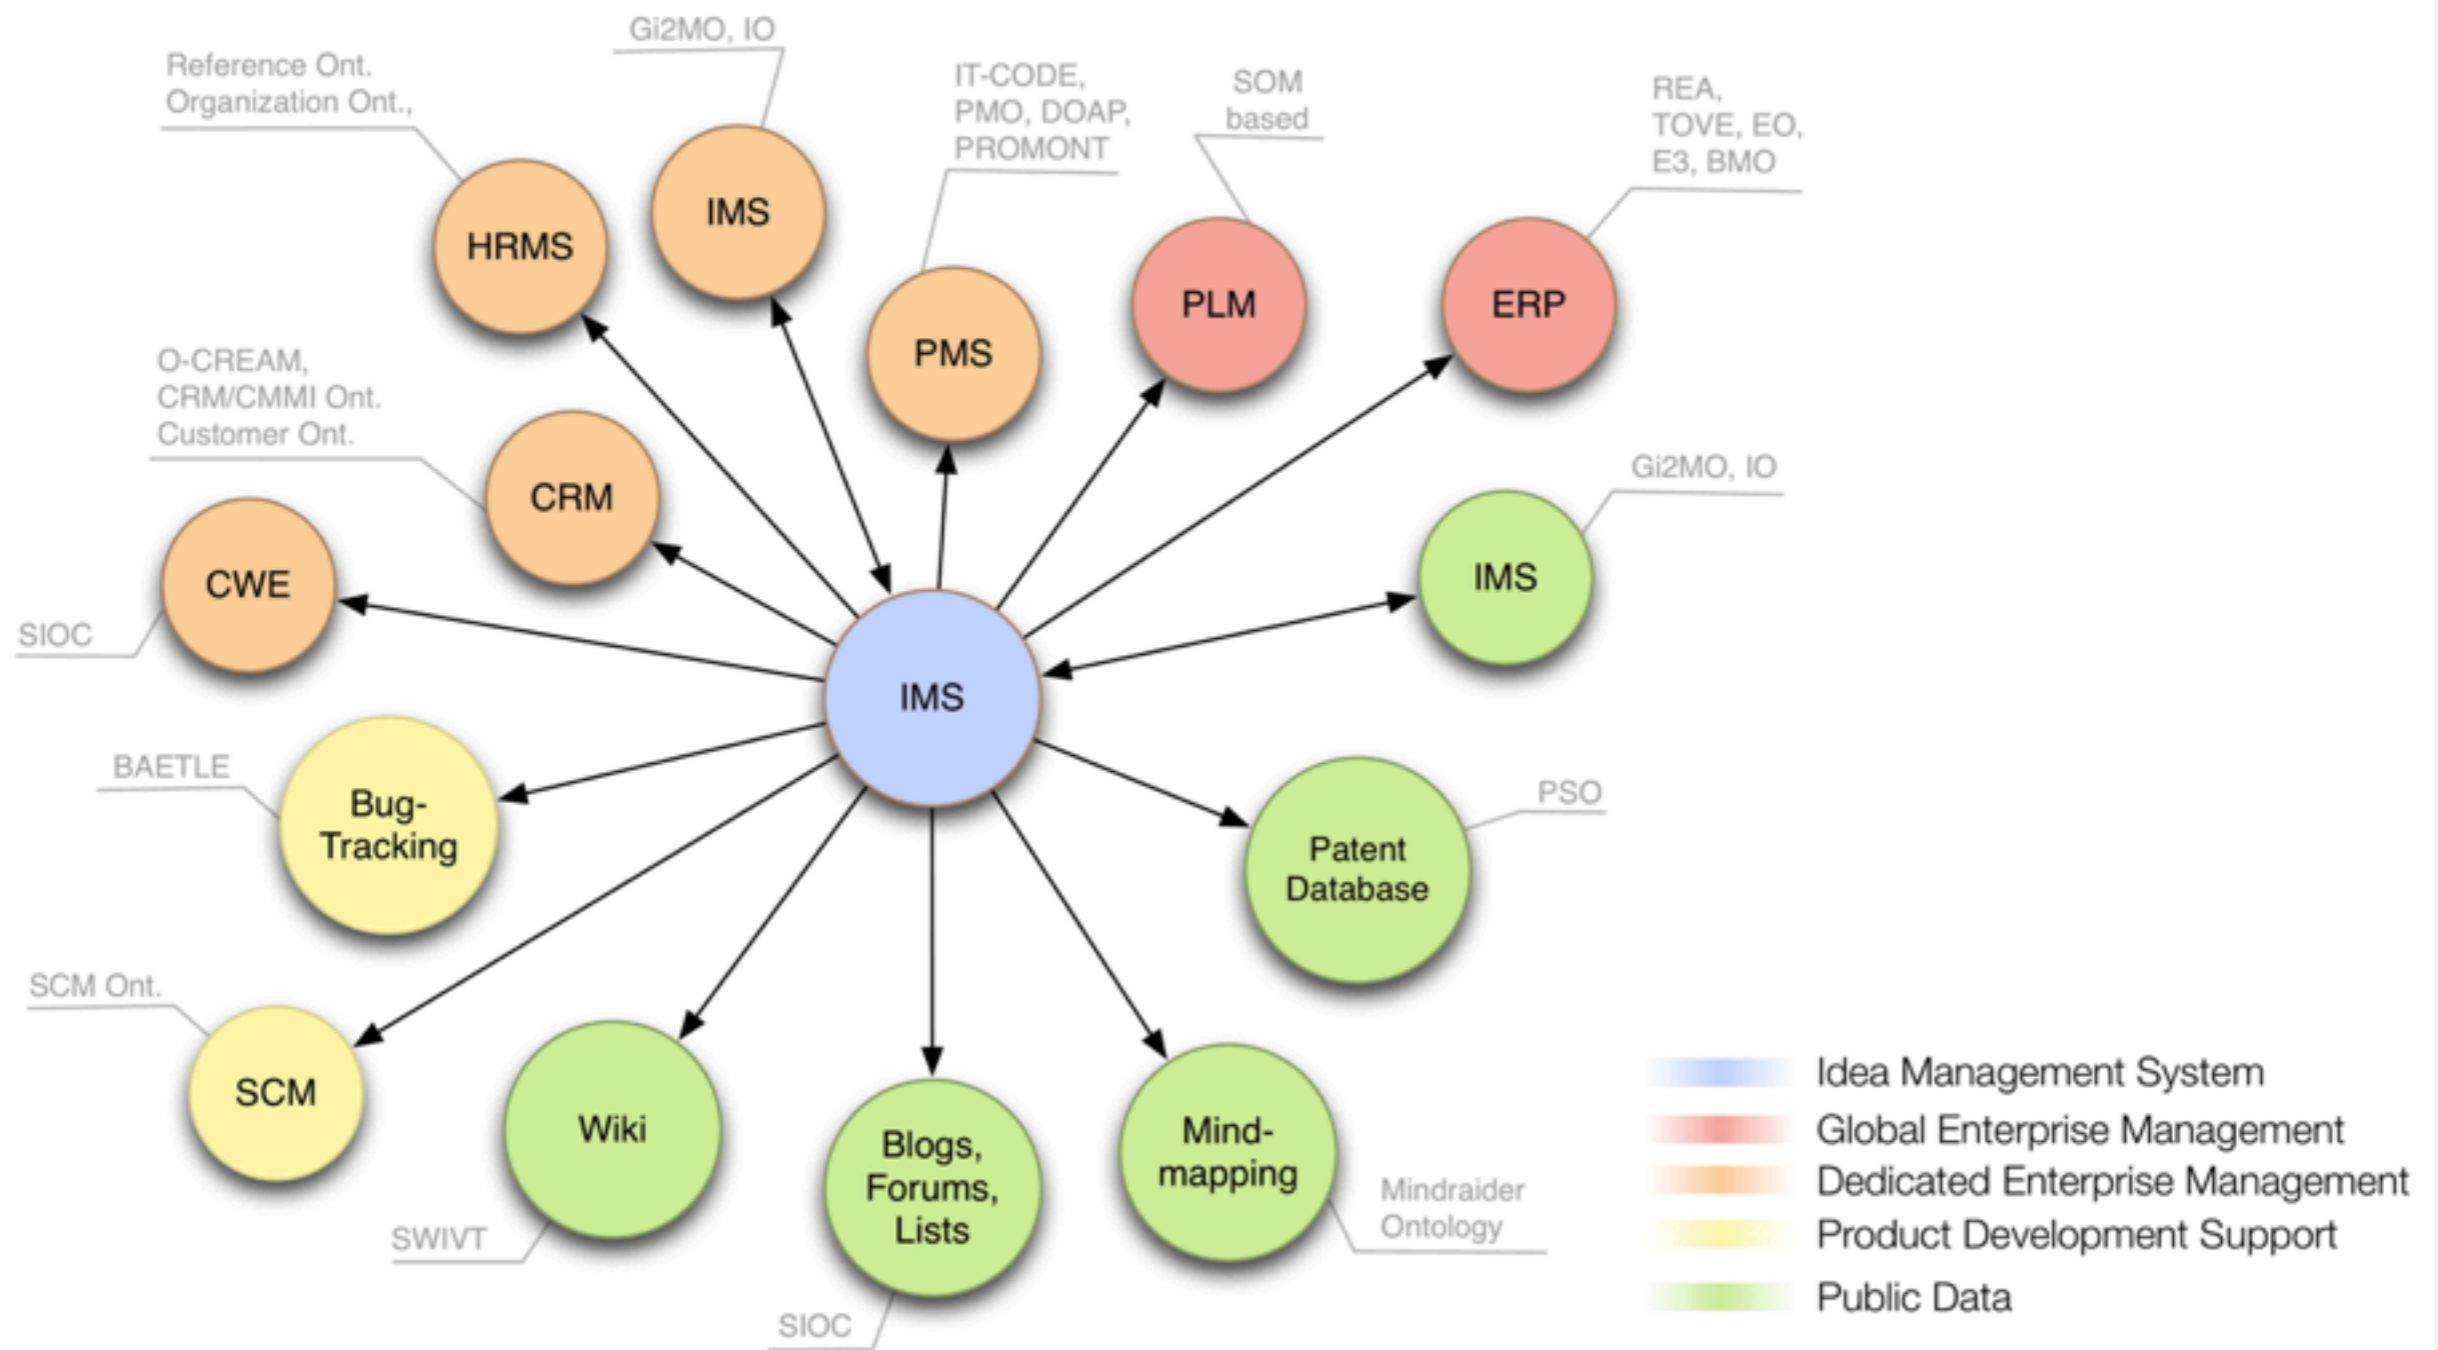 Gi2MO, IO
Reference Ont.
Organization Ont.,
IT-CODE,
PMO, DOAP,
PROMONT
SOM
based
REA,
TOVE, EO,
E3, BMO
HRMS
IMS
PMS
PLM
ERP
O-CREAM,
CRM/CMMI Ont.
Customer Ont.
CRM
Gi2MO, IO
IMS
CWE
SIOC
IMS
BAETLE
Bug-
Tracking
PSO
Patent
Database
SCM Ont.
SCM
Wiki
SWIVT
Blogs,
Forums,
Lists
SIOC
Mind-
mapping
Mindraider
Ontology
Idea Management System
Global Enterprise Management
Dedicated Enterprise Management
Product Development Support
Public Data